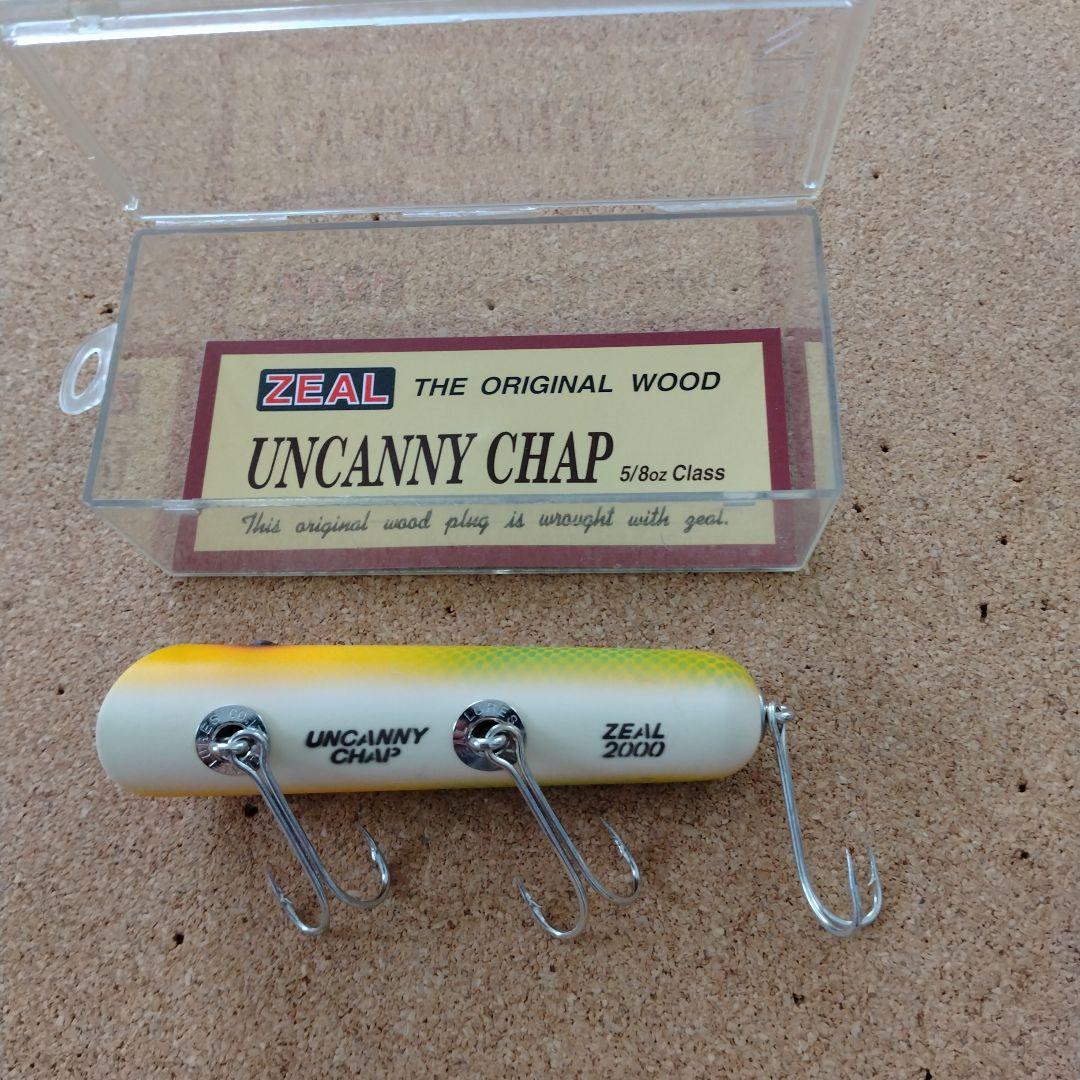 ZEAL THE ORIGINAL WOOD
UNCANNY CHAP 5/8oz Class
This original wood plug is wrought with zeal.
UNCANNY
CHAP
ZEAL
2000
LURES